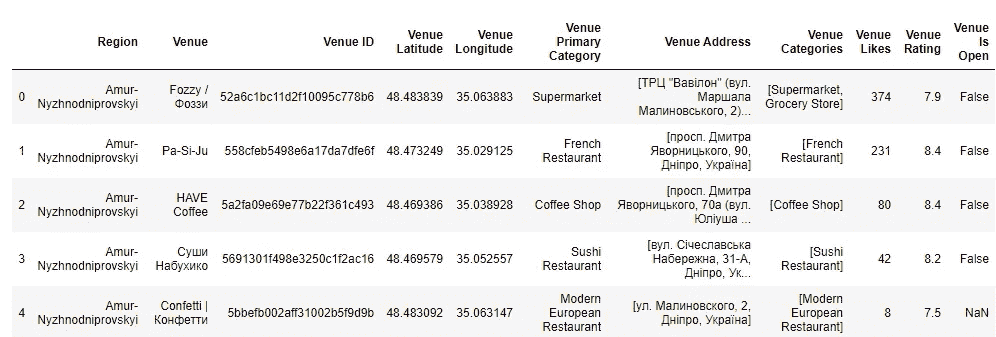 Region Venue Venue ID Venue Latitude Venue Longitude Venue Primary Category Venue Address Venue Categories Venue Likes Venue Rating Venue Is Open
0 Amur-Nyzhnodniprovskyi Fozzy / Фоззи 52a6c1bc11d2f10095c778b6 48.483839 35.063883 Supermarket [ТРЦ "Вавілон" (вул. Маршала Малиновського, 2)... [Supermarket, Grocery Store] 374 7.9 False
1 Amur-Nyzhnodniprovskyi Pa-Si-Ju 558cfeb5498e6a17da7dfe6f 48.473249 35.029125 French Restaurant [просп. Дмитра Яворницького, 90, Дніпро, Україна] [French Restaurant] 231 8.4 False
2 Amur-Nyzhnodniprovskyi HAVE Coffee 5a2fa09e69e77b22f361c493 48.469386 35.038928 Coffee Shop [просп. Дмитра Яворницького, 70а (вул. Юліуша ... [Coffee Shop] 80 8.4 False
3 Amur-Nyzhnodniprovskyi Суши Набухико 5691301f498e3250c1f2ac16 48.469579 35.052557 Sushi Restaurant [вул. Січеславська Набережна, 31-А, Дніпро, Ук... [Sushi Restaurant] 42 8.2 False
4 Amur-Nyzhnodniprovskyi Confetti | Конфетти 5bbefb002aff31002b5f9d9b 48.483092 35.063147 Modern European Restaurant [ул. Малиновского, 2, Дніпро, Україна] [Modern European Restaurant] 8 7.5 NaN